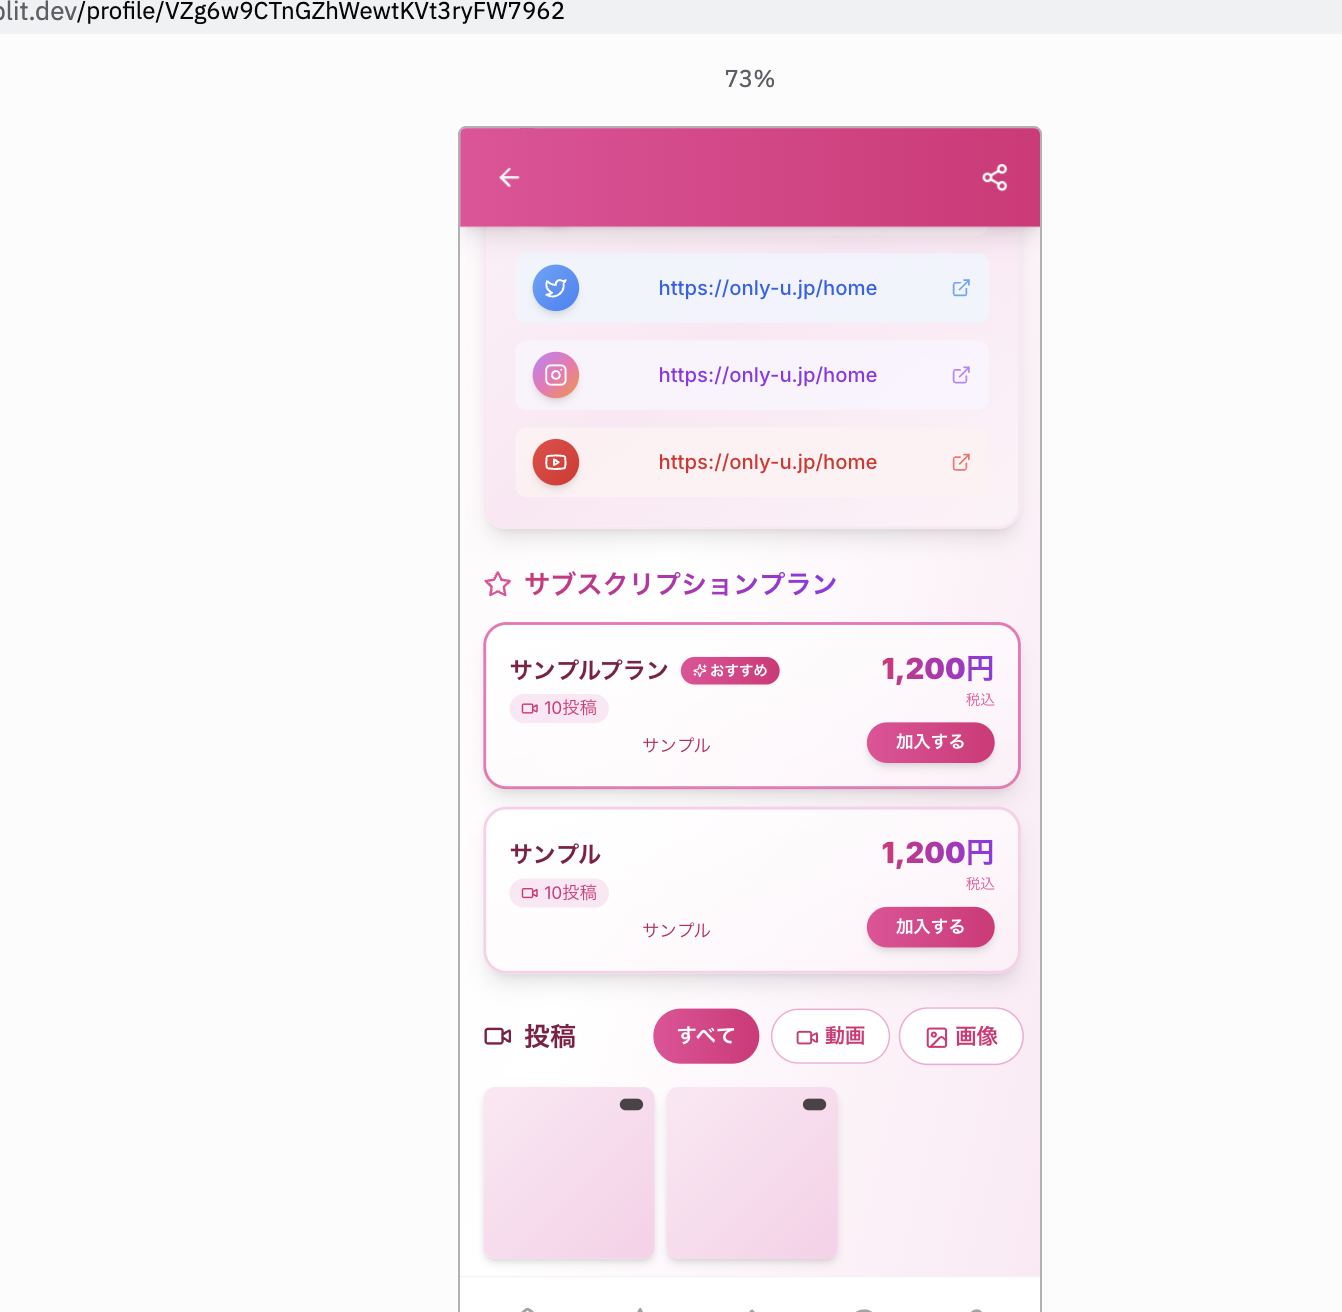 /profile/VZg6w9CTnGZhWewtKVt3ryFW7962
73%
https://only-u.jp/home
https://only-u.jp/home
https://only-u.jp/home
サブスクリプションプラン
サンプルプラン おすすめ 1,200円
税込
10投稿
サンプル 加入する
サンプル 1,200円
税込
10投稿
サンプル 加入する
投稿 すべて 動画 画像